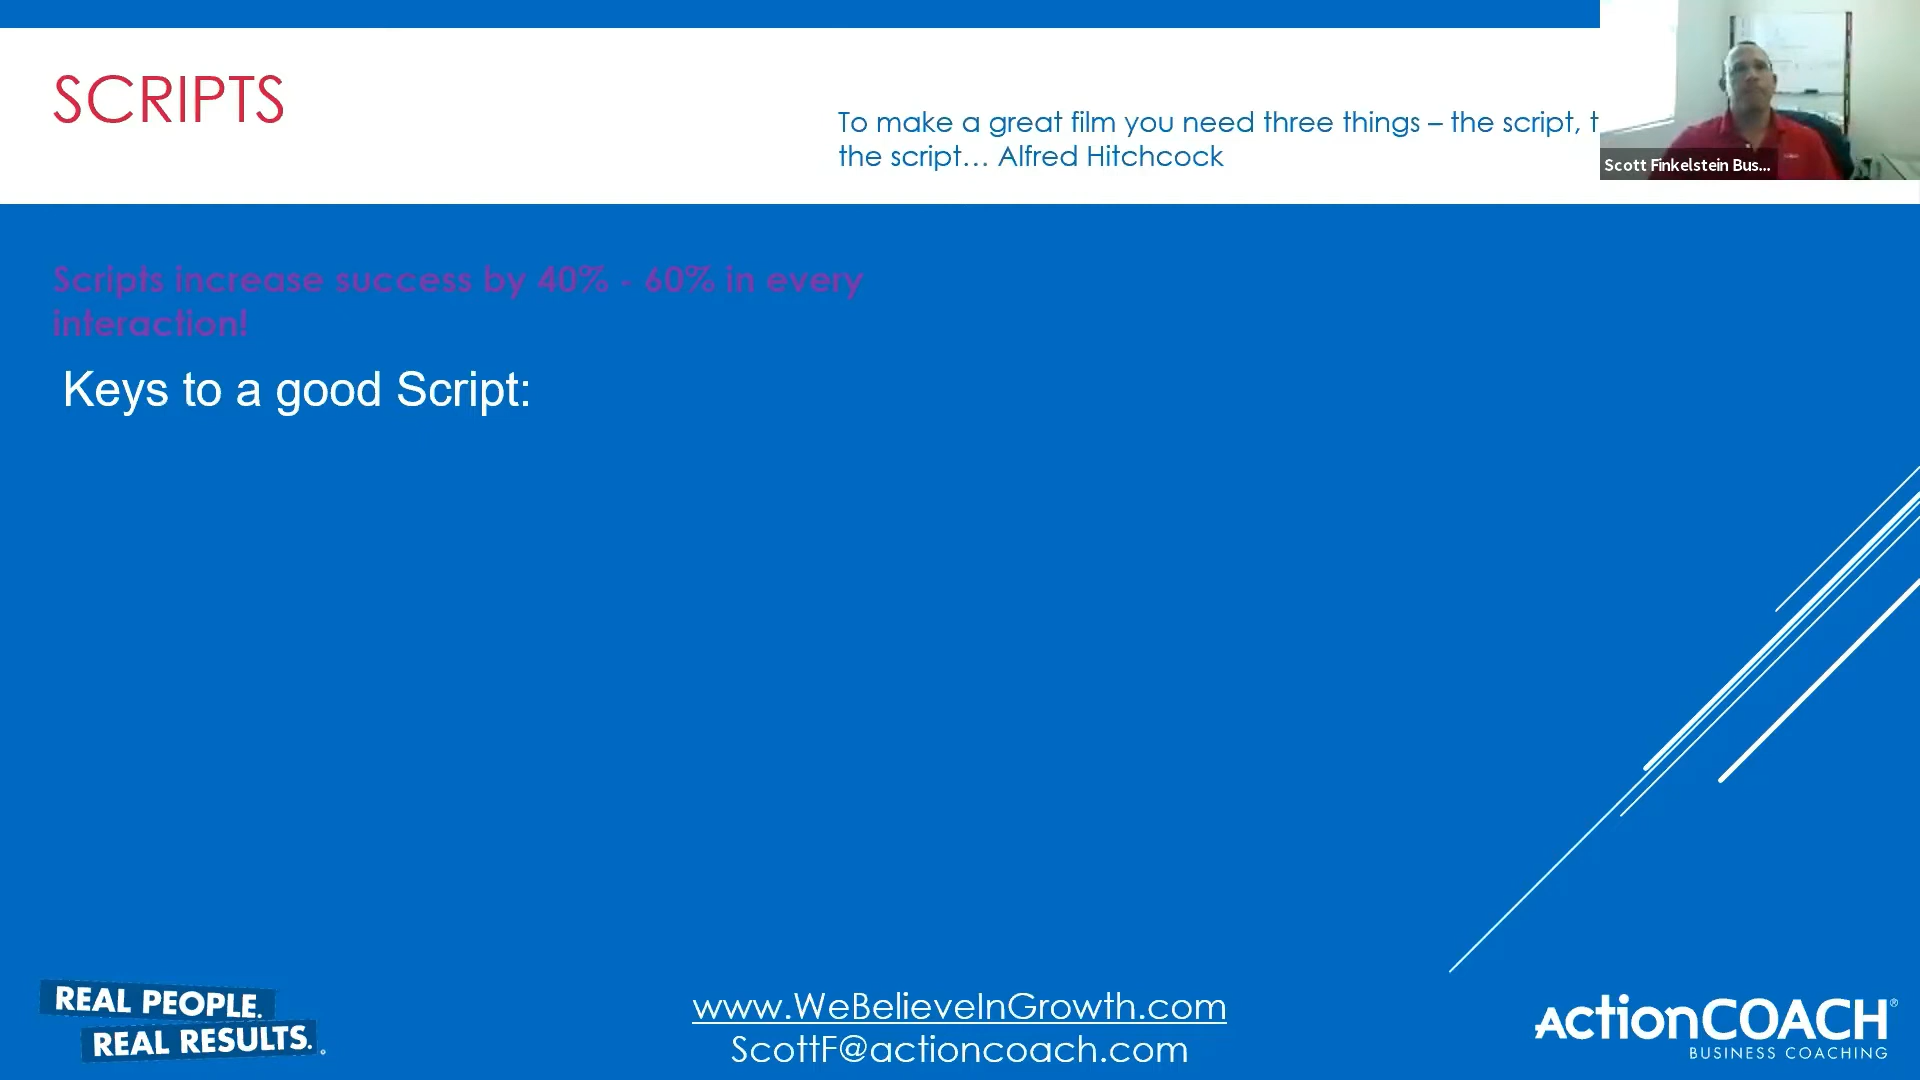 SCRIPTS
To make a great film you need three things – the script, t
the script... Alfred Hitchcock
Scott Finkelstein Bus...
Scripts increase success by 40% - 60% in every
interaction!
Keys to a good Script:
REAL PEOPLE.
REAL RESULTS.
www.WeBelieveInGrowth.com
ScottF@actioncoach.com
ActionCOACH®
BUSINESS COACHING